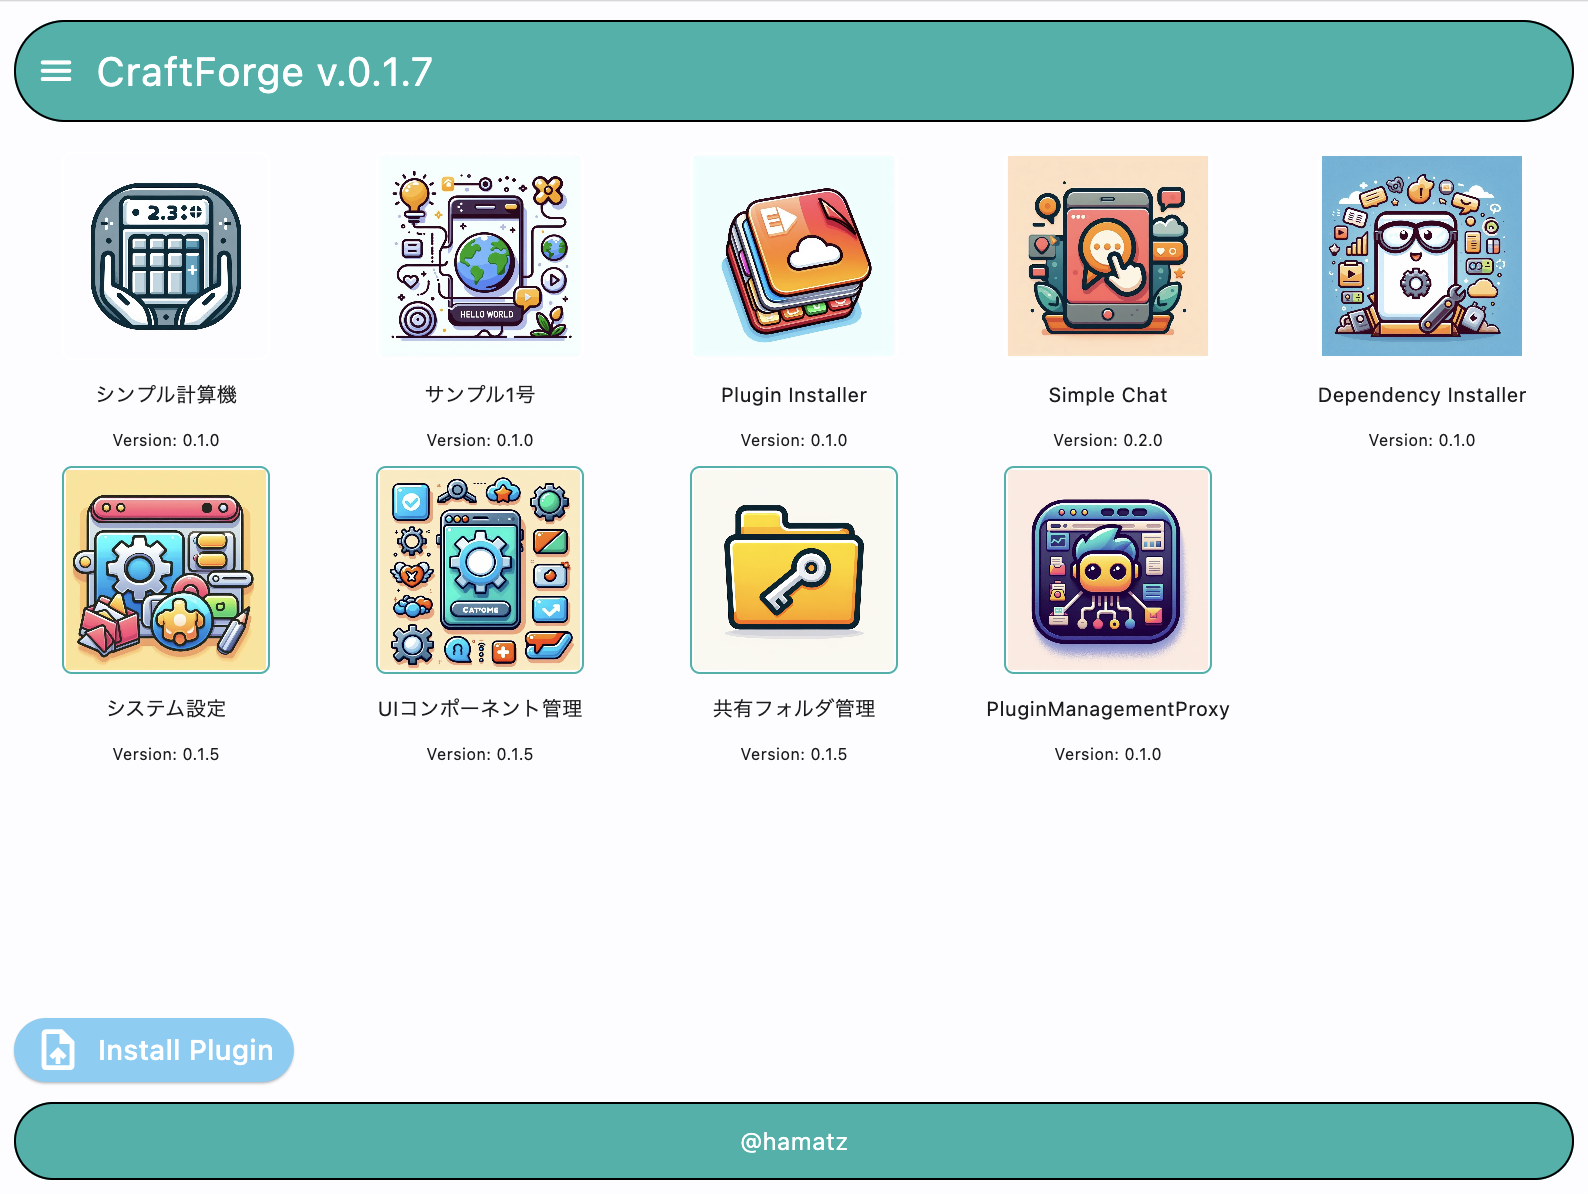 CraftForge v.0.1.7
2.3
HELLO WORLD
シンプル計算機
サンプル1号
Plugin Installer
Simple Chat
Dependency Installer
Version: 0.1.0
Version: 0.1.0
Version: 0.1.0
Version: 0.2.0
Version: 0.1.0
CATOMS
システム設定
UIコンポーネント管理
共有フォルダ管理
PluginManagementProxy
Version: 0.1.5
Version: 0.1.5
Version: 0.1.5
Version: 0.1.0
Install Plugin
@hamatz